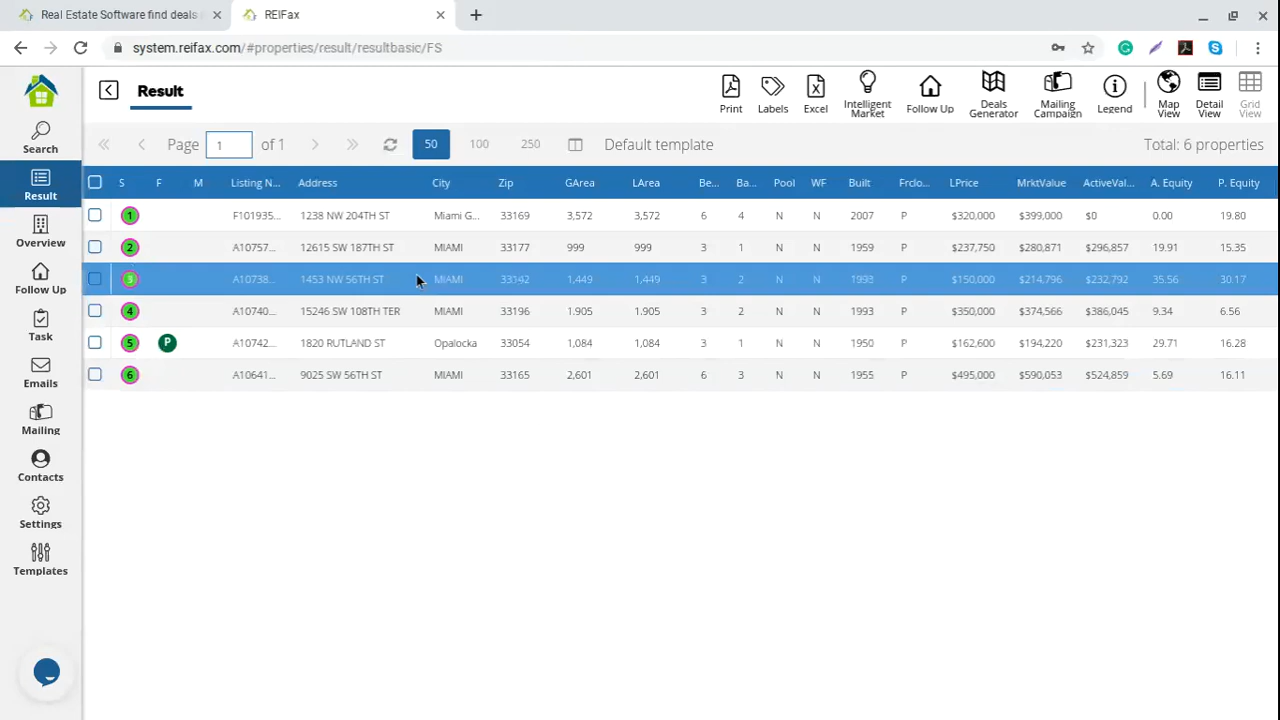 Real Estate Software find deals
REIFax
system.reifax.com/#properties/result/resultbasic/FS
Result
Print
Labels
Excel
Intelligent Market
Follow Up
Deals Generator
Mailing Campaign
Legend
Map View
Detail View
Grid View
Page 1 of 1 50 100 250 Default template Total: 6 properties
S F M Listing N... Address City Zip GArea LArea Be... Ba... Pool WF Built Frclo... LPrice MrktValue ActiveVal... A. Equity P. Equity
1 F101935... 1238 NW 204TH ST Miami G... 33169 3,572 3,572 6 4 N N 2007 P $320,000 $399,000 $0 0.00 19.80
2 A10757... 12615 SW 187TH ST MIAMI 33177 999 999 3 1 N N 1959 P $237,750 $280,871 $296,857 19.91 15.35
3 A10738... 1453 NW 56TH ST MIAMI 33142 1,449 1,449 3 2 N N 1993 P $150,000 $214,796 $232,792 35.56 30.17
4 A10740... 15246 SW 108TH TER MIAMI 33196 1.905 1.905 3 2 N N 1993 P $350,000 $374,566 $386,045 9.34 6.56
5 P A10742... 1820 RUTLAND ST Opalocka 33054 1,084 1,084 3 1 N N 1950 P $162,600 $194,220 $231,323 29.71 16.28
6 A10641... 9025 SW 56TH ST MIAMI 33165 2,601 2,601 6 3 N N 1955 P $495,000 $590,053 $524,859 5.69 16.11
Search
Result
Overview
Follow Up
Task
Emails
Mailing
Contacts
Settings
Templates